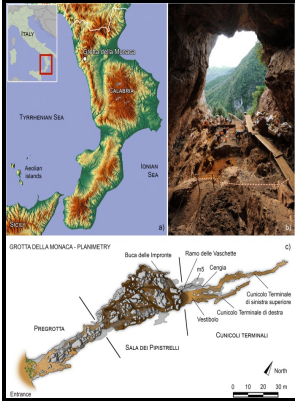 ITALY
Grotta della Monaca
CALABRIA
TYRRHENIAN SEA
Aeolian
islands
IONIAN
SEA
Sicily
a)
b)
GROTTA DELLA MONACA - PLANIMETRY
c)
Buca delle Impronte
Ramo delle Vaschette
m5
Cengia
Cunicolo Terminale
di sinistra superiore
Cunicolo Terminale di destra
Vestibolo
PREGROTTA
SALA DEI PIPISTRELLI
CUNICOLI TERMINALI
Entrance
North
0 10 20 30 m